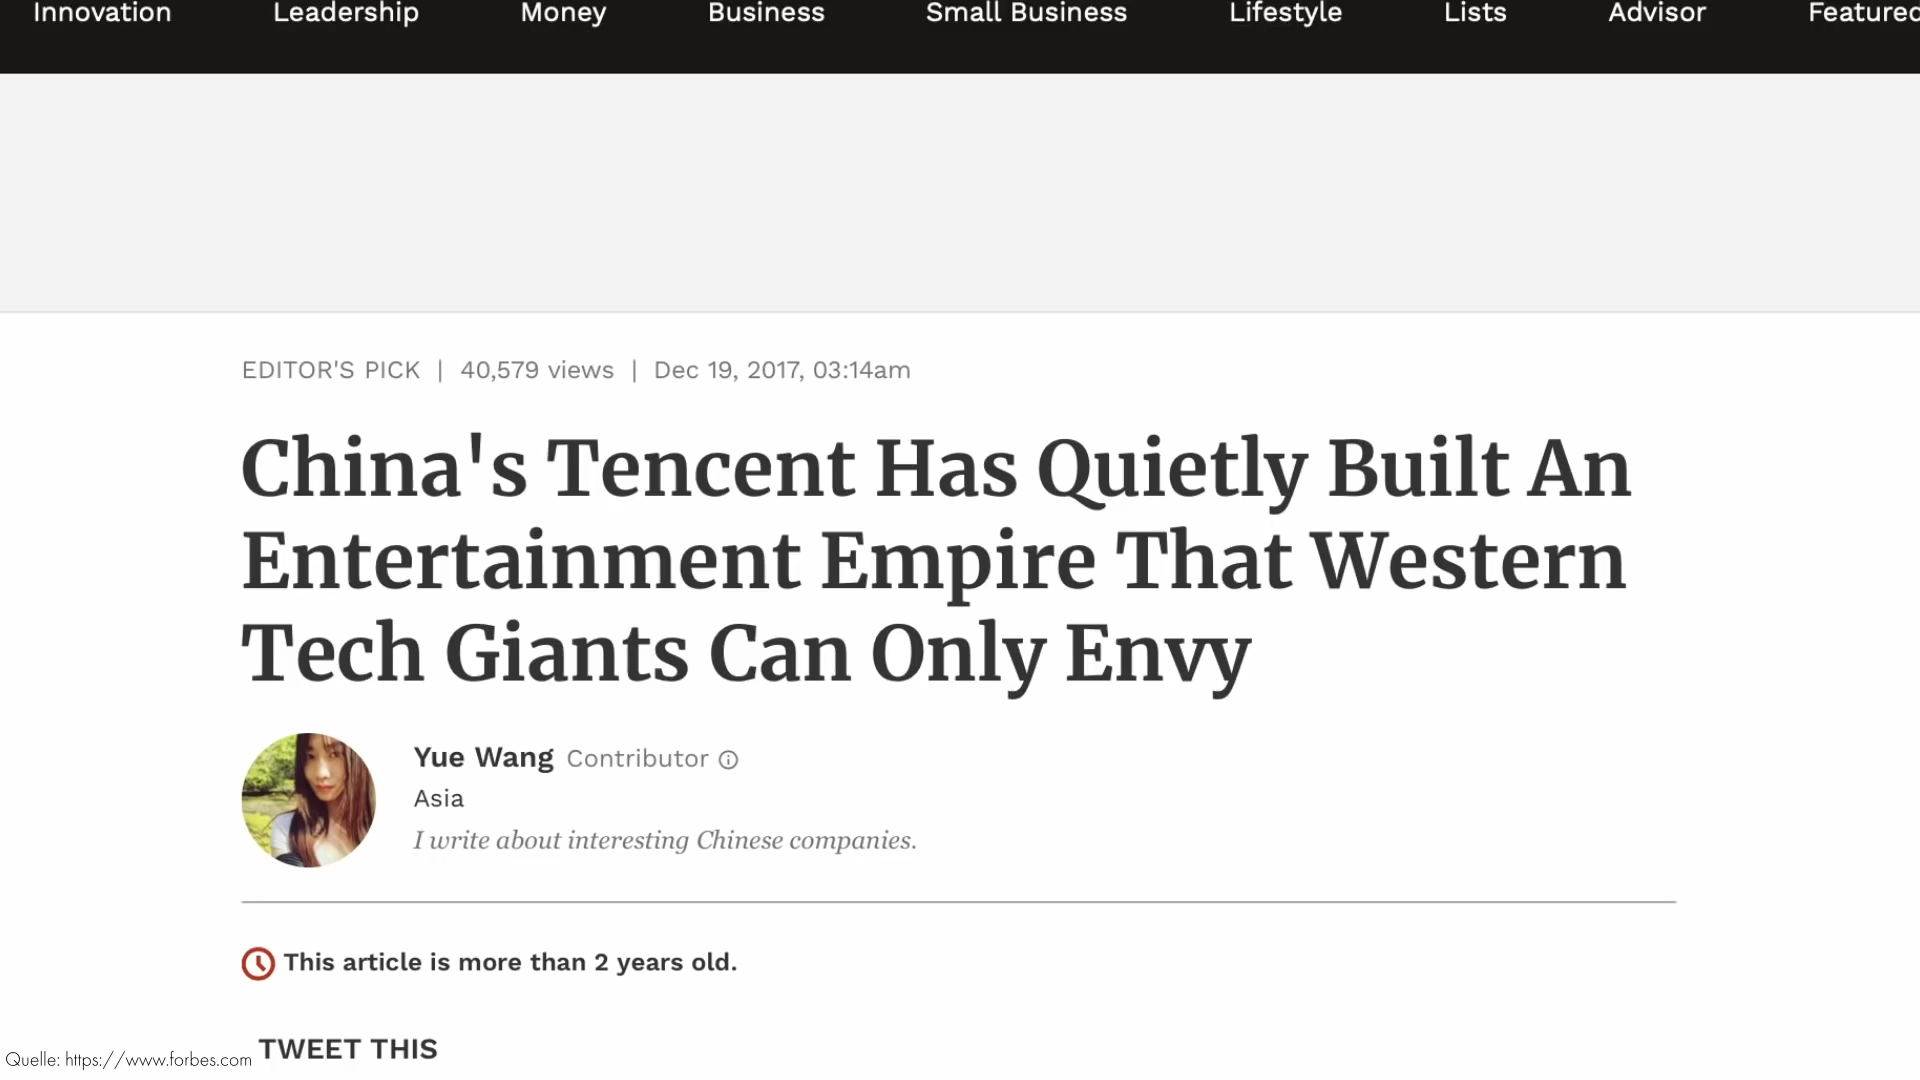 Innovation Leadership Money Business Small Business Lifestyle Lists Advisor Featured
EDITOR'S PICK | 40,579 views | Dec 19, 2017, 03:14am
China's Tencent Has Quietly Built An
Entertainment Empire That Western
Tech Giants Can Only Envy
Yue Wang Contributor
Asia
I write about interesting Chinese companies.
This article is more than 2 years old.
TWEET THIS
Quelle: https://www.forbes.com